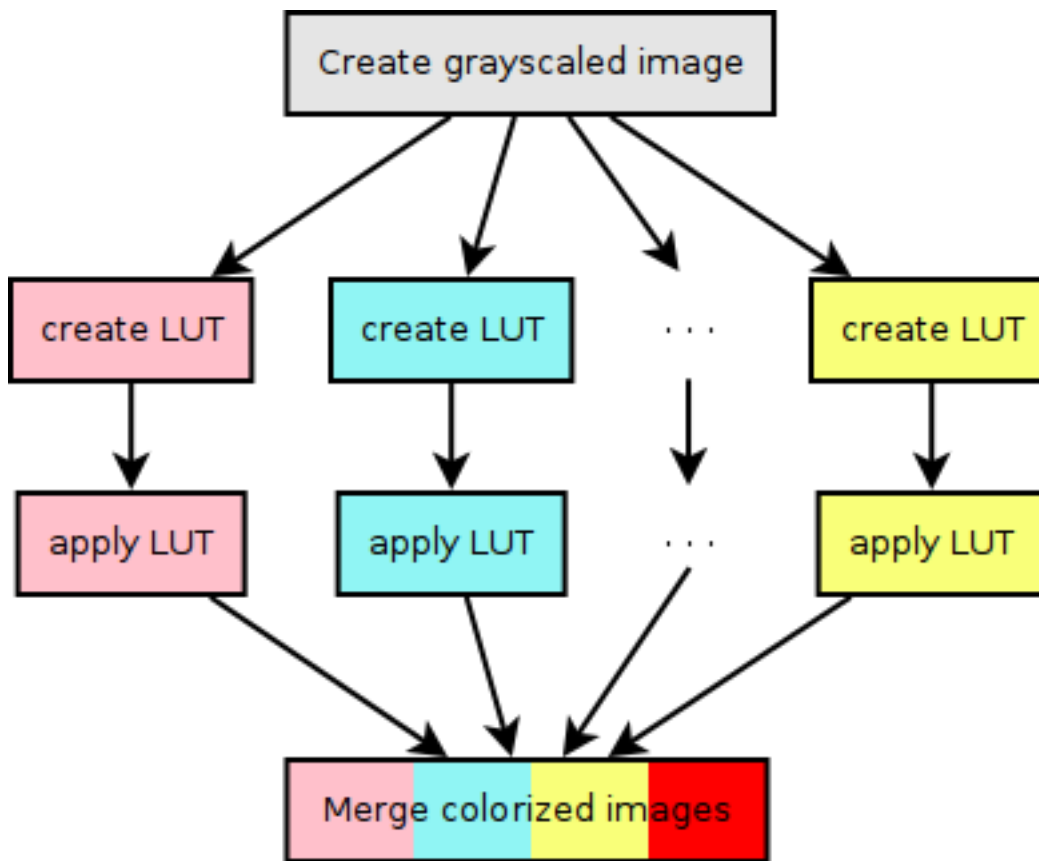 Create grayscaled image
create LUT
create LUT
. . .
create LUT
apply LUT
apply LUT
. . .
apply LUT
Merge colorized images